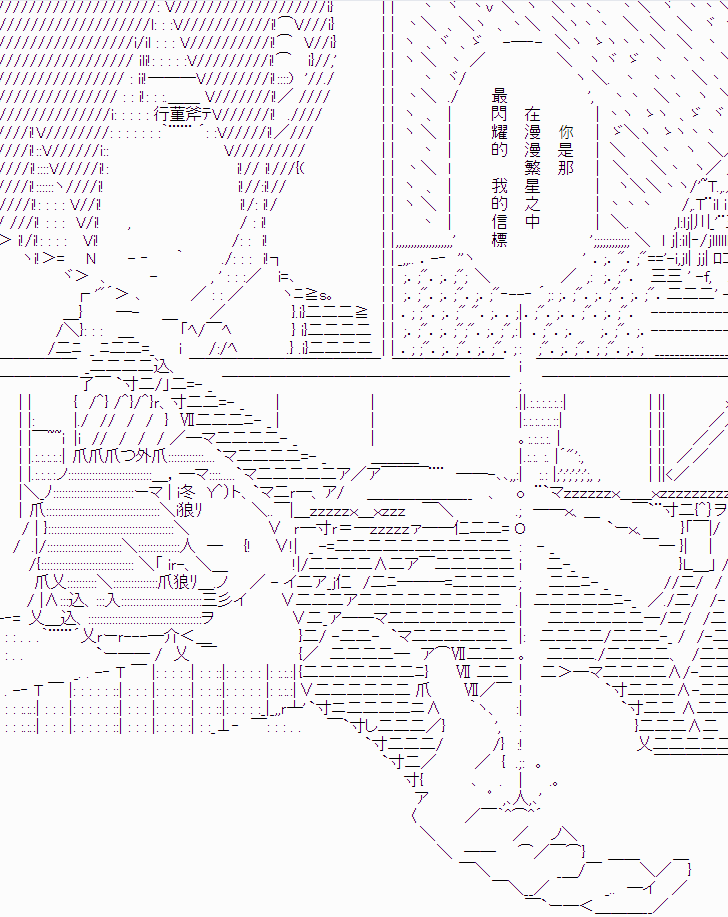 你是那
在漫漫繁星之中
最閃耀的 我的信標